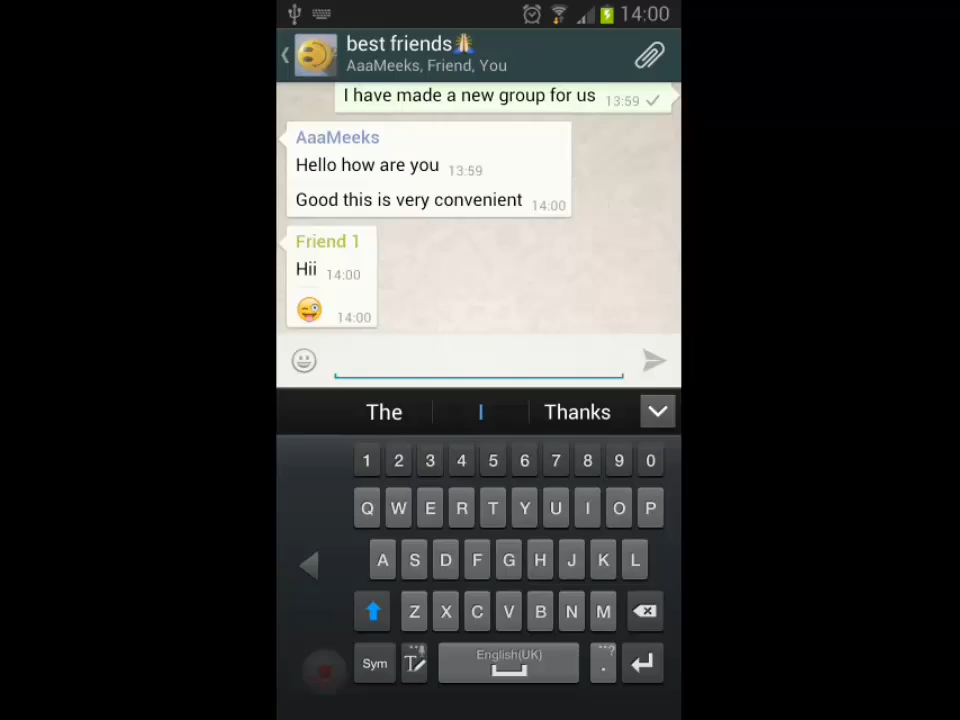 14:00
best friends🙏
AaaMeeks, Friend, You
I have made a new group for us 13:59
AaaMeeks
Hello how are you 13:59
Good this is very convenient 14:00
Friend 1
Hii 14:00
😜 14:00
The I Thanks
1 2 3 4 5 6 7 8 9 0
Q W E R T Y U I O P
A S D F G H J K L
Z X C V B N M
Sym English(UK) .